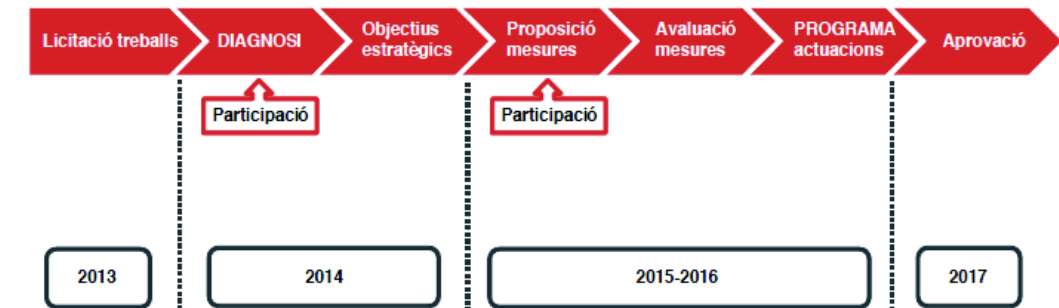 Licitació treballs
DIAGNOSI
Objectius
estratègics
Proposició
mesures
Avaluació
mesures
PROGRAMA
actuacions
Aprovació
Participació
Participació
2013
2014
2015-2016
2017